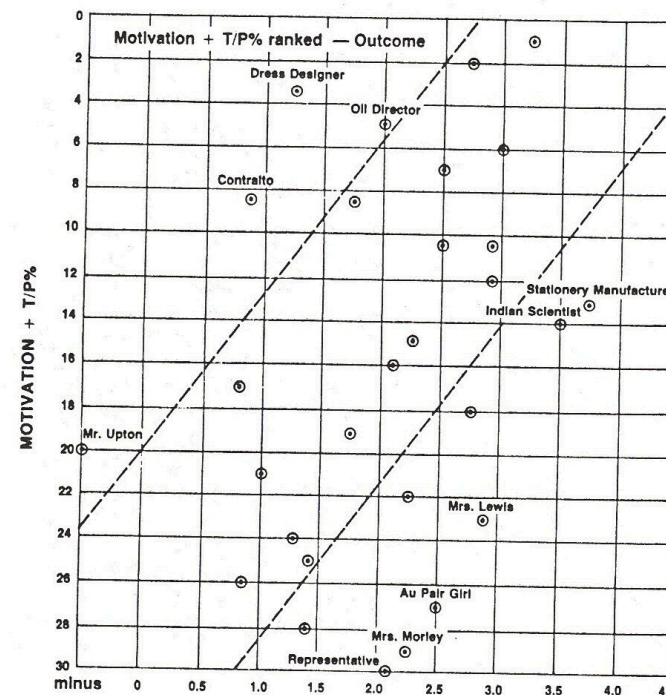 0
Motivation + T/P% ranked — Outcome
2
Dress Designer
4
Oil Director
6
8
Contralto
10
12
Stationery Manufacture
Indian Scientist
14
MOTIVATION + T/P%
16
18
Mr. Upton
20
22
Mrs. Lewis
24
26
Au Pair Girl
28
Mrs. Morley
Representative
30
minus 0 0.5 1.0 1.5 2.0 2.5 3.0 3.5 4.0 4